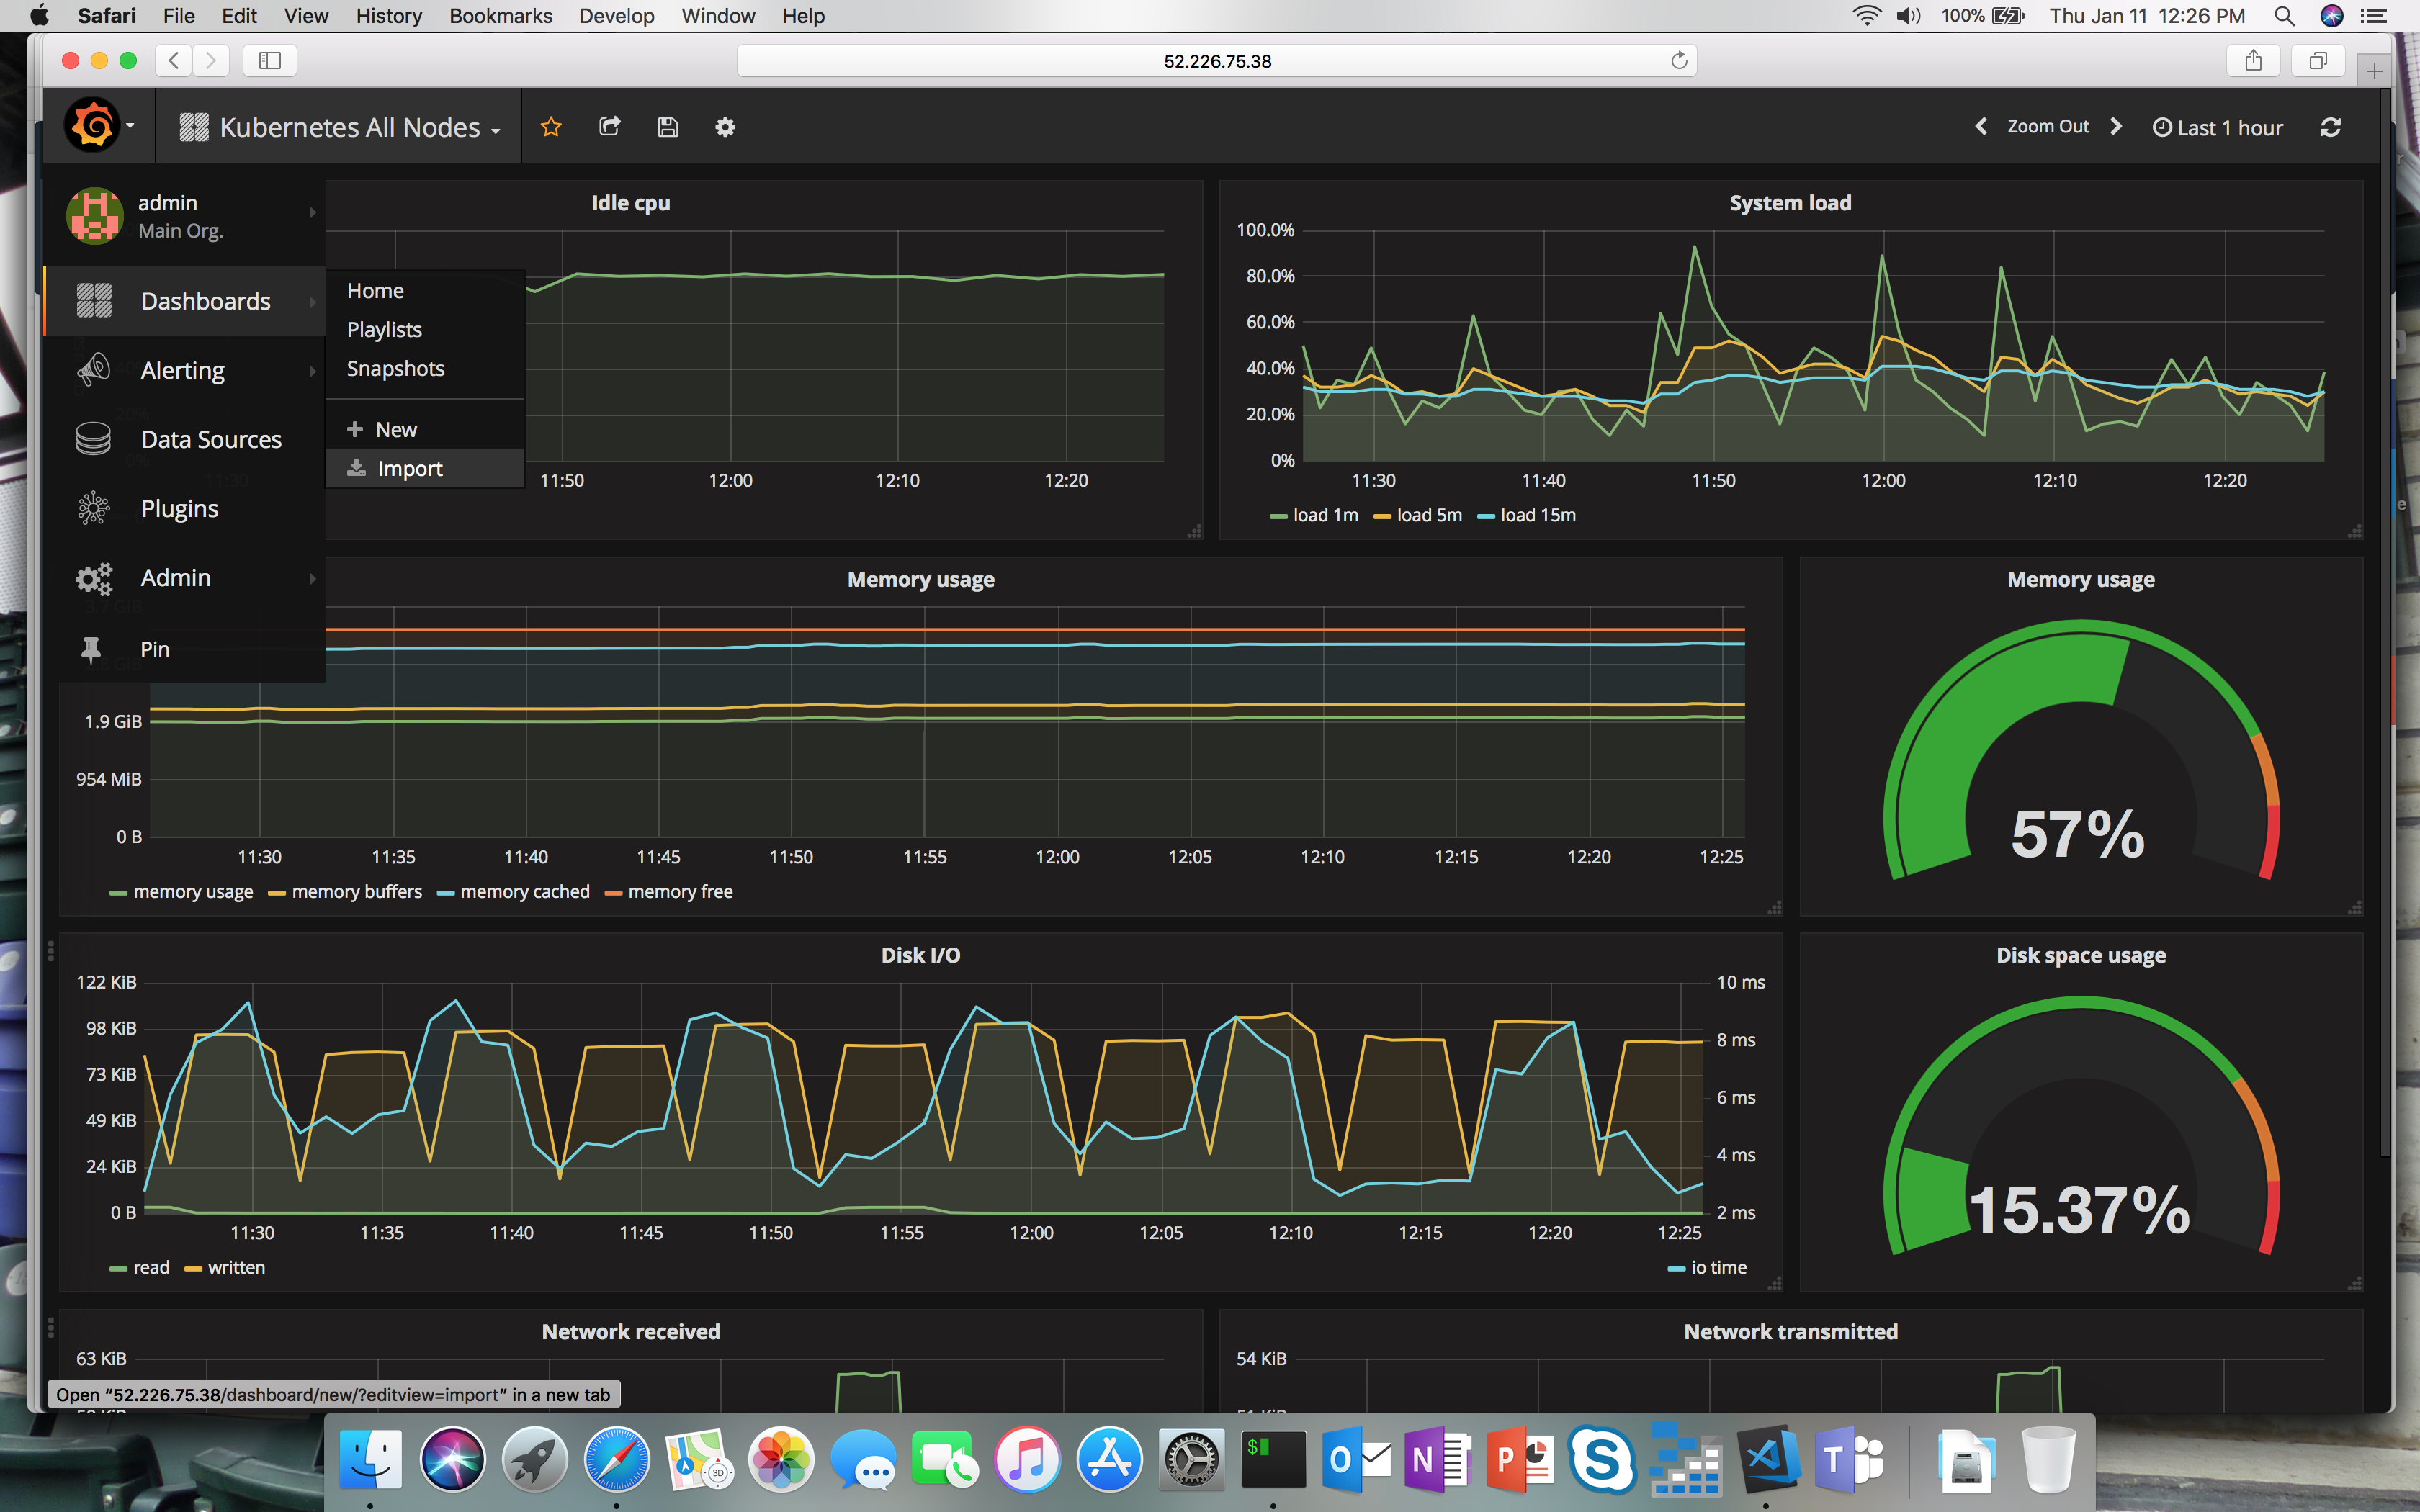 Safari File Edit View History Bookmarks Develop Window Help 100% Thu Jan 11 12:26 PM
52.226.75.38
Kubernetes All Nodes Zoom Out Last 1 hour
admin
Main Org.
Dashboards
Alerting
Data Sources
Plugins
Admin
Pin
Home
Playlists
Snapshots
New
Import
Idle cpu
11:50 12:00 12:10 12:20
System load
100.0%
80.0%
60.0%
40.0%
20.0%
0%
11:30 11:40 11:50 12:00 12:10 12:20
load 1m load 5m load 15m
Memory usage
1.9 GiB
954 MiB
0 B
11:30 11:35 11:40 11:45 11:50 11:55 12:00 12:05 12:10 12:15 12:20 12:25
memory usage memory buffers memory cached memory free
Memory usage
57%
Disk I/O
122 KiB
98 KiB
73 KiB
49 KiB
24 KiB
0 B
10 ms
8 ms
6 ms
4 ms
2 ms
11:30 11:35 11:40 11:45 11:50 11:55 12:00 12:05 12:10 12:15 12:20 12:25
read written io time
Disk space usage
15.37%
Network received
63 KiB
Network transmitted
54 KiB
Open “52.226.75.38/dashboard/new/?editview=import” in a new tab
3D
$
O
N
P
S
T